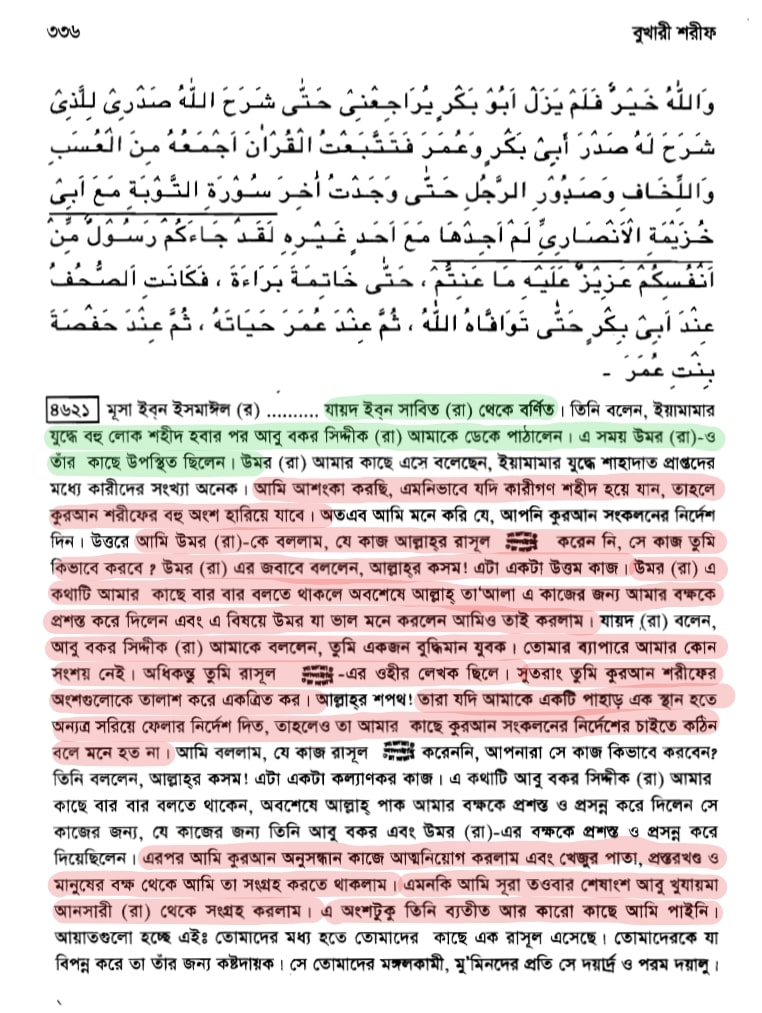 ৩৩৬ বুখারী শরীফ
وَاللّٰهُ خَيْرٌ فَلَمْ يَزَلْ اَبُوْ بَكْرٍ يُرَاجِعُنِىْ حَتّٰى شَرَحَ اللّٰهُ صَدْرِىْ لِلَّذِىْ
شَرَحَ لَهُ صَدْرَ أَبِىْ بَكْرٍ وَعُمَرَ فَتَتَبَّعْتُ الْقُرْاٰنَ اَجْمَعُهُ مِنَ الْعُسُبِ
وَاللِّخَافِ وَصُدُوْرِ الرَّجُلِ حَتّٰى وَجَدْتُ اٰخِرَ سُوْرَةِ التَّوْبَةِ مَعَ اَبِىْ
خُزَيْمَةَ الْاَنْصَارِىِّ لَمْ اَجِدْهَا مَعَ اَحَدٍ غَيْرِهِ لَقَدْ جَاءَكُمْ رَسُوْلٌ مِّنْ
اَنْفُسِكُمْ عَزِيْزٌ عَلَيْهِ مَا عَنِتُّمْ ، حَتّٰى خَاتِمَةَ بَرَاءَةَ ، فَكَانَتِ الصُّحُفُ
عِنْدَ اَبِىْ بَكْرٍ حَتّٰى تَوَافَّاهُ اللّٰهُ ، ثُمَّ عِنْدَ عُمَرَ حَيَاتَهُ ، ثُمَّ عِنْدَ حَفْصَةَ
بِنْتِ عُمَرَ -
৪৬২১ মূসা ইব্‌ন ইসমাঈল (র) .......... যায়দ ইব্‌ন সাবিত (রা) থেকে বর্ণিত। তিনি বলেন, ইয়ামামার
যুদ্ধে বহু লোক শহীদ হবার পর আবু বকর সিদ্দীক (রা) আমাকে ডেকে পাঠালেন। এ সময় উমর (রা)-ও
তাঁর কাছে উপস্থিত ছিলেন। উমর (রা) আমার কাছে এসে বলেছেন, ইয়ামামার যুদ্ধে শাহাদাত প্রাপ্তদের
মধ্যে কারীদের সংখ্যা অনেক। আমি আশংকা করছি, এমনিভাবে যদি কারীগণ শহীদ হয়ে যান, তাহলে
কুরআন শরীফের বহু অংশ হারিয়ে যাবে। অতএব আমি মনে করি যে, আপনি কুরআন সংকলনের নির্দেশ
দিন। উত্তরে আমি উমর (রা)-কে বললাম, যে কাজ আল্লাহ্‌র রাসূল ﷺ করেন নি, সে কাজ তুমি
কিভাবে করবে ? উমর (রা) এর জবাবে বললেন, আল্লাহ্‌র কসম! এটা একটা উত্তম কাজ। উমর (রা) এ
কথাটি আমার কাছে বার বার বলতে থাকলে অবশেষে আল্লাহ্ তা'আলা এ কাজের জন্য আমার বক্ষকে
প্রশস্ত করে দিলেন এবং এ বিষয়ে উমর যা ভাল মনে করলেন আমিও তাই করলাম। যায়দ (রা) বলেন,
আবু বকর সিদ্দীক (রা) আমাকে বললেন, তুমি একজন বুদ্ধিমান যুবক। তোমার ব্যাপারে আমার কোন
সংশয় নেই। অধিকন্তু তুমি রাসূল ﷺ-এর ওহীর লেখক ছিলে। সুতরাং তুমি কুরআন শরীফের
অংশগুলোকে তালাশ করে একত্রিত কর। আল্লাহ্‌র শপথ! তারা যদি আমাকে একটি পাহাড় এক স্থান হতে
অন্যত্র সরিয়ে ফেলার নির্দেশ দিত, তাহলেও তা আমার কাছে কুরআন সংকলনের নির্দেশের চাইতে কঠিন
বলে মনে হত না। আমি বললাম, যে কাজ রাসূল ﷺ করেননি, আপনারা সে কাজ কিভাবে করবেন?
তিনি বললেন, আল্লাহ্‌র কসম! এটা একটা কল্যাণকর কাজ। এ কথাটি আবু বকর সিদ্দীক (রা) আমার
কাছে বার বার বলতে থাকেন, অবশেষে আল্লাহ্ পাক আমার বক্ষকে প্রশস্ত ও প্রসন্ন করে দিলেন সে
কাজের জন্য, যে কাজের জন্য তিনি আবু বকর এবং উমর (রা)-এর বক্ষকে প্রশস্ত ও প্রসন্ন করে
দিয়েছিলেন। এরপর আমি কুরআন অনুসন্ধান কাজে আত্মনিয়োগ করলাম এবং খেজুর পাতা, প্রস্তরখণ্ড ও
মানুষের বক্ষ থেকে আমি তা সংগ্রহ করতে থাকলাম। এমনকি আমি সূরা তওবার শেষাংশ আবু খুযায়মা
আনসারী (রা) থেকে সংগ্রহ করলাম। এ অংশটুকু তিনি ব্যতীত আর কারো কাছে আমি পাইনি।
আয়াতগুলো হচ্ছে এইঃ তোমাদের মধ্য হতে তোমাদের কাছে এক রাসূল এসেছে। তোমাদেরকে যা
বিপন্ন করে তা তাঁর জন্য কষ্টদায়ক। সে তোমাদের মঙ্গলকামী, মু'মিনদের প্রতি সে দয়ার্দ্র ও পরম দয়ালু।